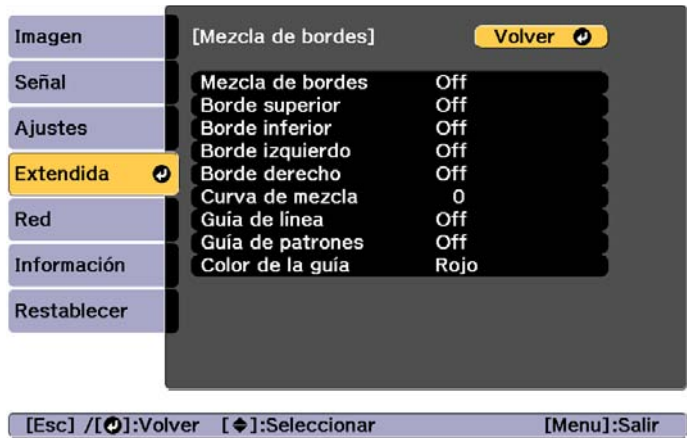 Imagen
Señal
Ajustes
Extendida
Red
Información
Restablecer
[Mezcla de bordes]
Volver
Mezcla de bordes Off
Borde superior Off
Borde inferior Off
Borde izquierdo Off
Borde derecho Off
Curva de mezcla 0
Guía de línea Off
Guía de patrones Off
Color de la guía Rojo
[Esc] /[⏎]:Volver [◆]:Seleccionar [Menu]:Salir